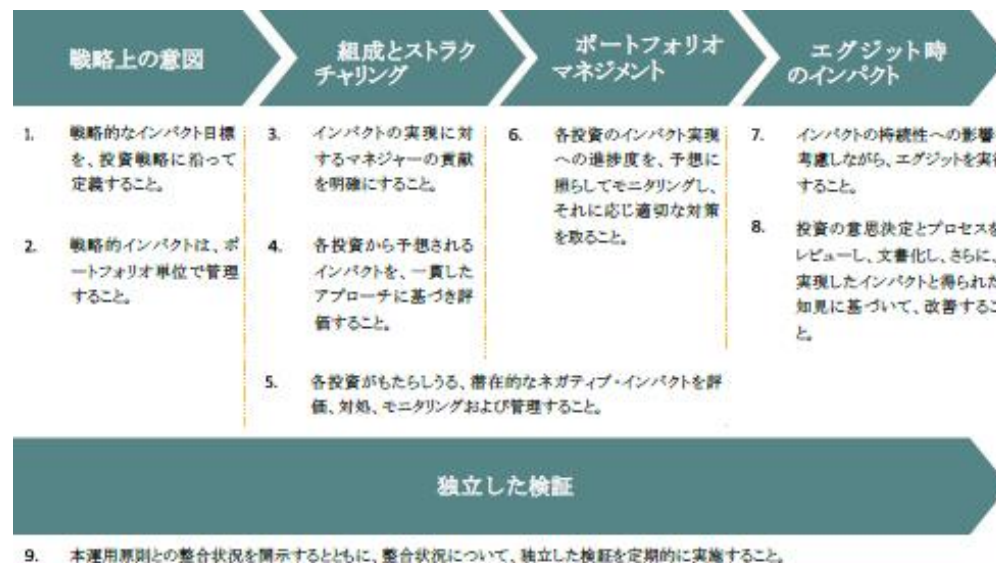 戦略上の意図
組成とストラク
チャリング
ポートフォリオ
マネジメント
エグジット時
のインパクト
1. 戦略的なインパクト目標
を、投資戦略に沿って
定義すること。
2. 戦略的インパクトは、ポ
ートフォリオ単位で管理
すること。
3. インパクトの実現に対
するマネジャーの貢献
を明確にすること。
4. 各投資から予想される
インパクトを、一貫した
アプローチに基づき評
価すること。
5. 各投資がもたらしうる、潜在的なネガティブ・インパクトを評
価、対処、モニタリングおよび管理すること。
6. 各投資のインパクト実現
への進捗度を、予想に
照らしてモニタリングし、
それに応じ適切な対策
を取ること。
7. インパクトの持続性への影響
考慮しながら、エグジットを実
すること。
8. 投資の意思決定とプロセスを
レビューし、文書化し、さらに、
実現したインパクトと得られた
知見に基づいて、改善するこ
と。
独立した検証
9. 本運用原則との整合状況を開示するとともに、整合状況について、独立した検証を定期的に実施すること。